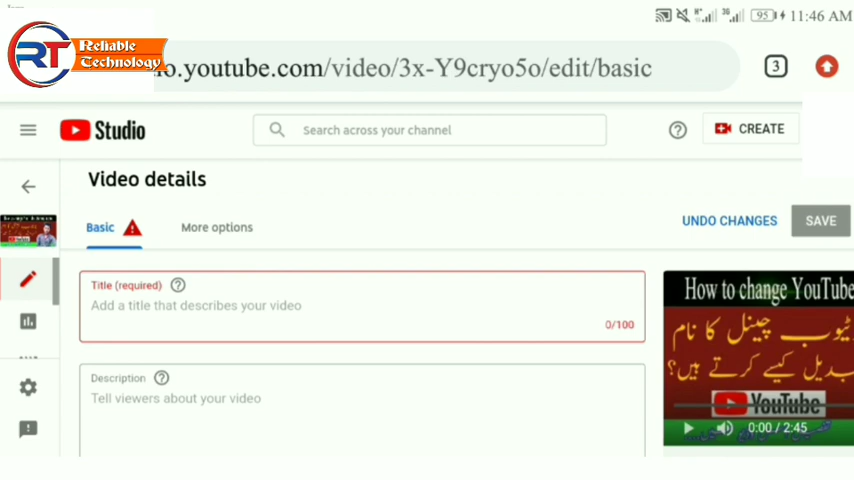 RT Reliable
Technology
H+
3G
95
11:46 AM
io.youtube.com/video/3x-Y9cryo5o/edit/basic
3
Studio
Search across your channel
CREATE
Video details
Basic
More options
UNDO CHANGES
SAVE
Title (required)
Add a title that describes your video
0/100
Description
Tell viewers about your video
How to change YouTube
ٹیوب چینل کا نام
تبدیل کیسے کرتے ہیں؟
YouTube
0:00 / 2:45